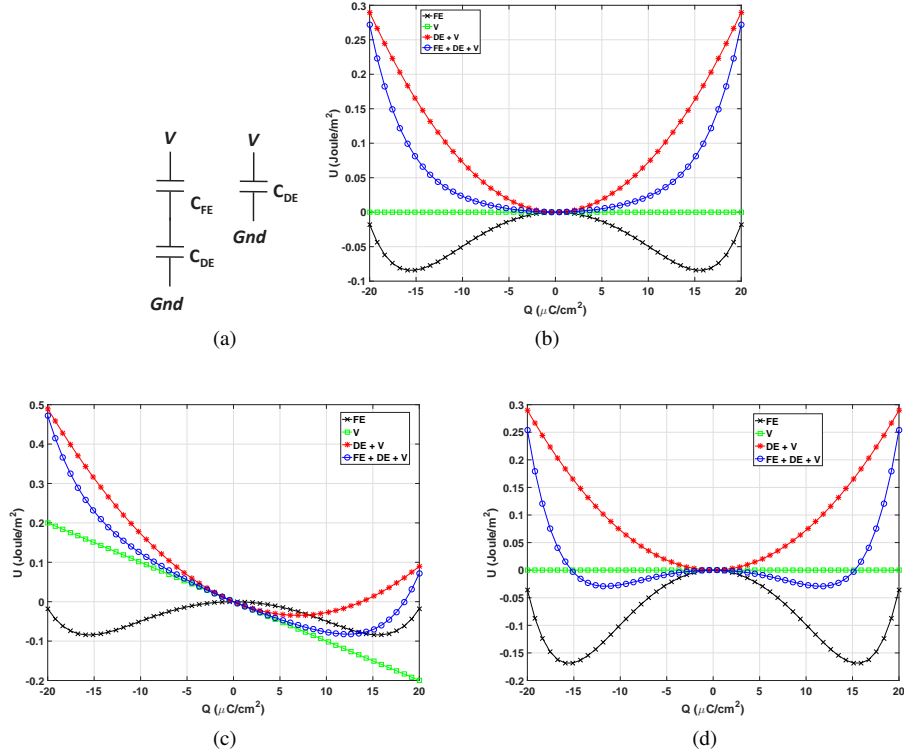 V
C_FE
C_DE
Gnd
V
C_DE
Gnd
(a)
FE
V
DE + V
FE + DE + V
0.3
0.25
0.2
0.15
0.1
0.05
0
-0.05
-0.1
U (Joule/m²)
-20 -15 -10 -5 0 5 10 15 20
Q (μC/cm²)
(b)
FE
V
DE + V
FE + DE + V
0.5
0.4
0.3
0.2
0.1
0
-0.1
-0.2
U (Joule/m²)
-20 -15 -10 -5 0 5 10 15 20
Q (μC/cm²)
(c)
FE
V
DE + V
FE + DE + V
0.3
0.25
0.2
0.15
0.1
0.05
0
-0.05
-0.1
-0.15
-0.2
U (Joule/m²)
-20 -15 -10 -5 0 5 10 15 20
Q (μC/cm²)
(d)